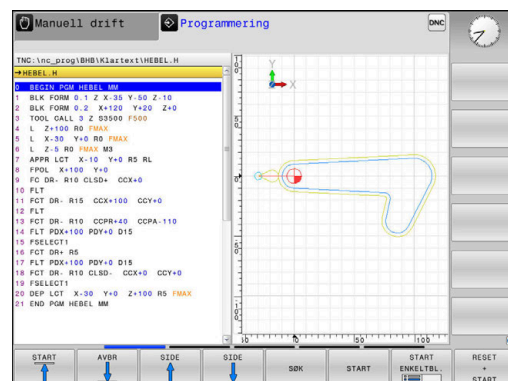 Manuell drift
Programmering
DNC
TNC:\nc_prog\BHB\Klartext\HEBEL.H
→HEBEL.H
0 BEGIN PGM HEBEL MM
1 BLK FORM 0.1 Z X-35 Y-50 Z-10
2 BLK FORM 0.2 X+120 Y+20 Z+0
3 TOOL CALL 3 Z S3500 F500
4 L Z+100 R0 FMAX
5 L X-30 Y+0 R0 FMAX
6 L Z-5 R0 FMAX M3
7 APPR LCT X-10 Y+0 R5 RL
8 FPOL X+100 Y+0
9 FC DR- R10 CLSD+ CCX+0
10 FLT
11 FCT DR- R15 CCX+100 CCY+0
12 FLT
13 FCT DR- R10 CCPR+40 CCPA-110
14 FLT PDX+100 PDY+0 D15
15 FSELECT1
16 FCT DR+ R5
17 FLT PDX+100 PDY+0 D15
18 FCT DR- R10 CLSD- CCX+0 CCY+0
19 FSELECT1
20 DEP LCT X-30 Y+0 Z+100 R5 FMAX
21 END PGM HEBEL MM
Y
X
START
AVBR
SIDE
SIDE
SØK
START
START ENKELTBL.
RESET + START